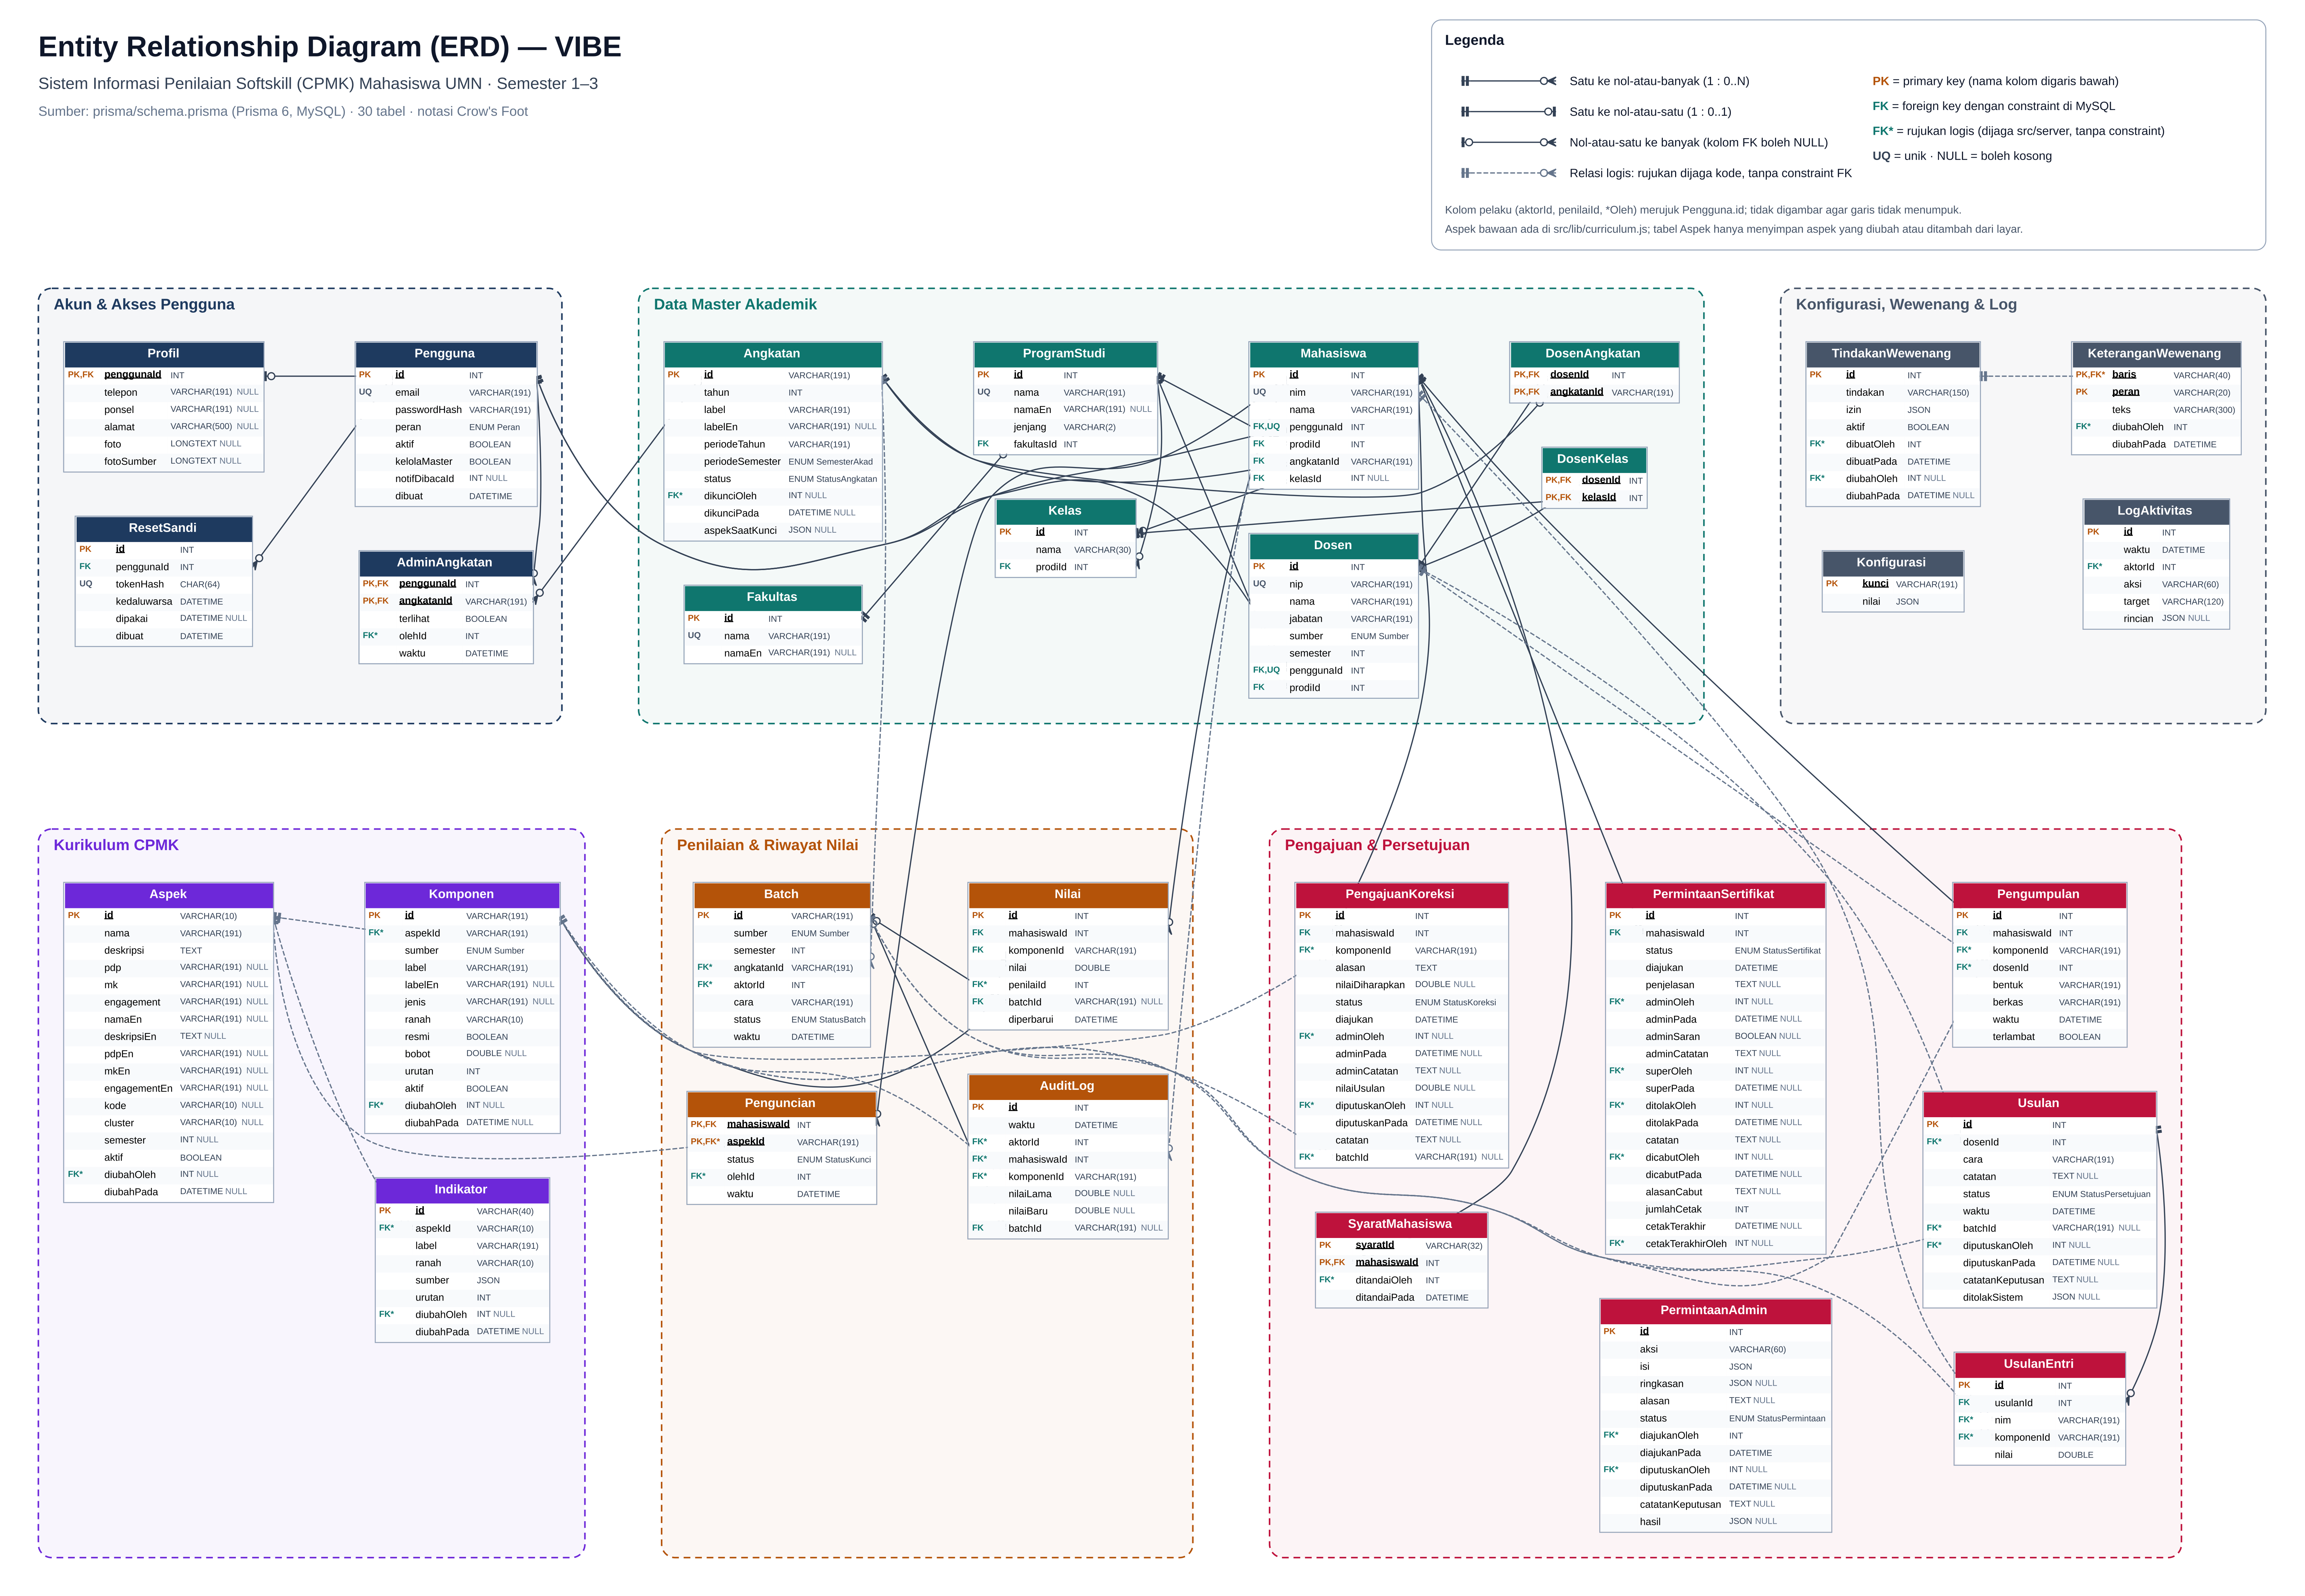 Entity Relationship Diagram (ERD) — VIBE
Sistem Informasi Penilaian Softskill (CPMK) Mahasiswa UMN · Semester 1–3
Sumber: prisma/schema.prisma (Prisma 6, MySQL) · 30 tabel · notasi Crow's Foot
Legenda
Satu ke nol-atau-banyak (1 : 0..N)
Satu ke nol-atau-satu (1 : 0..1)
Nol-atau-satu ke banyak (kolom FK boleh NULL)
Relasi logis: rujukan dijaga kode, tanpa constraint FK
PK = primary key (nama kolom digaris bawah)
FK = foreign key dengan constraint di MySQL
FK* = rujukan logis (dijaga src/server, tanpa constraint)
UQ = unik · NULL = boleh kosong
Kolom pelaku (aktorId, penilaiId, *Oleh) merujuk Pengguna.id; tidak digambar agar garis tidak menumpuk.
Aspek bawaan ada di src/lib/curriculum.js; tabel Aspek hanya menyimpan aspek yang diubah atau ditambah dari layar.
Akun & Akses Pengguna
Profil
PK,FK penggunaId INT
telepon VARCHAR(191) NULL
ponsel VARCHAR(191) NULL
alamat VARCHAR(500) NULL
foto LONGTEXT NULL
fotoSumber LONGTEXT NULL
Pengguna
PK id INT
UQ email VARCHAR(191)
passwordHash VARCHAR(191)
peran ENUM Peran
aktif BOOLEAN
kelolaMaster BOOLEAN
notifDibacaId INT NULL
dibuat DATETIME
ResetSandi
PK id INT
FK penggunaId INT
UQ tokenHash CHAR(64)
kedaluwarsa DATETIME
dipakai DATETIME NULL
dibuat DATETIME
AdminAngkatan
PK,FK penggunaId INT
PK,FK angkatanId VARCHAR(191)
terlihat BOOLEAN
FK* olehId INT
waktu DATETIME
Data Master Akademik
Angkatan
PK id VARCHAR(191)
tahun INT
label VARCHAR(191)
labelEn VARCHAR(191) NULL
periodeTahun VARCHAR(191)
periodeSemester ENUM SemesterAkad
status ENUM StatusAngkatan
FK* dikunciOleh INT NULL
dikunciPada DATETIME NULL
aspekSaatKunci JSON NULL
ProgramStudi
PK id INT
UQ nama VARCHAR(191)
namaEn VARCHAR(191) NULL
jenjang VARCHAR(2)
FK fakultasId INT
Mahasiswa
PK id INT
UQ nim VARCHAR(191)
nama VARCHAR(191)
FK,UQ penggunaId INT
FK prodiId INT
FK angkatanId VARCHAR(191)
FK kelasId INT NULL
DosenAngkatan
PK,FK dosenId INT
PK,FK angkatanId VARCHAR(191)
DosenKelas
PK,FK dosenId INT
PK,FK kelasId INT
Kelas
PK id INT
nama VARCHAR(30)
FK prodiId INT
Dosen
PK id INT
UQ nip VARCHAR(191)
nama VARCHAR(191)
jabatan VARCHAR(191)
sumber ENUM Sumber
semester INT
FK,UQ penggunaId INT
FK prodiId INT
Fakultas
PK id INT
UQ nama VARCHAR(191)
namaEn VARCHAR(191) NULL
Konfigurasi, Wewenang & Log
TindakanWewenang
PK id INT
tindakan VARCHAR(150)
izin JSON
aktif BOOLEAN
FK* dibuatOleh INT
dibuatPada DATETIME
FK* diubahOleh INT NULL
diubahPada DATETIME NULL
KeteranganWewenang
PK,FK* baris VARCHAR(40)
PK peran VARCHAR(20)
teks VARCHAR(300)
FK* diubahOleh INT
diubahPada DATETIME
LogAktivitas
PK id INT
waktu DATETIME
FK* aktorId INT
aksi VARCHAR(60)
target VARCHAR(120)
rincian JSON NULL
Konfigurasi
PK kunci VARCHAR(191)
nilai JSON
Kurikulum CPMK
Aspek
PK id VARCHAR(10)
nama VARCHAR(191)
deskripsi TEXT
pdp VARCHAR(191) NULL
mk VARCHAR(191) NULL
engagement VARCHAR(191) NULL
namaEn VARCHAR(191) NULL
deskripsiEn TEXT NULL
pdpEn VARCHAR(191) NULL
mkEn VARCHAR(191) NULL
engagementEn VARCHAR(191) NULL
kode VARCHAR(10) NULL
cluster VARCHAR(10) NULL
semester INT NULL
aktif BOOLEAN
FK* diubahOleh INT NULL
diubahPada DATETIME NULL
Komponen
PK id VARCHAR(191)
FK* aspekId VARCHAR(191)
sumber ENUM Sumber
label VARCHAR(191)
labelEn VARCHAR(191) NULL
jenis VARCHAR(191) NULL
ranah VARCHAR(10)
resmi BOOLEAN
bobot DOUBLE NULL
urutan INT
aktif BOOLEAN
FK* diubahOleh INT NULL
diubahPada DATETIME NULL
Indikator
PK id VARCHAR(40)
FK* aspekId VARCHAR(10)
label VARCHAR(191)
ranah VARCHAR(10)
sumber JSON
urutan INT
FK* diubahOleh INT NULL
diubahPada DATETIME NULL
Penilaian & Riwayat Nilai
Batch
PK id VARCHAR(191)
sumber ENUM Sumber
semester INT
FK* angkatanId VARCHAR(191)
FK* aktorId INT
cara VARCHAR(191)
status ENUM StatusBatch
waktu DATETIME
Nilai
PK id INT
FK mahasiswaId INT
FK komponenId VARCHAR(191)
nilai DOUBLE
FK* penilaiId INT
FK batchId VARCHAR(191) NULL
diperbarui DATETIME
Penguncian
PK,FK mahasiswaId INT
PK,FK* aspekId VARCHAR(191)
status ENUM StatusKunci
FK* olehId INT
waktu DATETIME
AuditLog
PK id INT
waktu DATETIME
FK* aktorId INT
FK* mahasiswaId INT
FK* komponenId VARCHAR(191)
nilaiLama DOUBLE NULL
nilaiBaru DOUBLE NULL
FK batchId VARCHAR(191) NULL
Pengajuan & Persetujuan
PengajuanKoreksi
PK id INT
FK mahasiswaId INT
FK* komponenId VARCHAR(191)
alasan TEXT
nilaiDiharapkan DOUBLE NULL
status ENUM StatusKoreksi
diajukan DATETIME
FK* adminOleh INT NULL
adminPada DATETIME NULL
adminCatatan TEXT NULL
nilaiUsulan DOUBLE NULL
FK* diputuskanOleh INT NULL
diputuskanPada DATETIME NULL
catatan TEXT NULL
FK* batchId VARCHAR(191) NULL
SyaratMahasiswa
PK syaratId VARCHAR(32)
PK,FK mahasiswaId INT
FK* ditandaiOleh INT
ditandaiPada DATETIME
PermintaanSertifikat
PK id INT
FK mahasiswaId INT
status ENUM StatusSertifikat
diajukan DATETIME
penjelasan TEXT NULL
FK* adminOleh INT NULL
adminPada DATETIME NULL
adminSaran BOOLEAN NULL
adminCatatan TEXT NULL
FK* superOleh INT NULL
superPada DATETIME NULL
FK* ditolakOleh INT NULL
ditolakPada DATETIME NULL
catatan TEXT NULL
FK* dicabutOleh INT NULL
dicabutPada DATETIME NULL
alasanCabut TEXT NULL
jumlahCetak INT
cetakTerakhir DATETIME NULL
FK* cetakTerakhirOleh INT NULL
PermintaanAdmin
PK id INT
aksi VARCHAR(60)
isi JSON
ringkasan JSON NULL
alasan TEXT NULL
status ENUM StatusPermintaan
FK* diajukanOleh INT
diajukanPada DATETIME
FK* diputuskanOleh INT NULL
diputuskanPada DATETIME NULL
catatanKeputusan TEXT NULL
hasil JSON NULL
Pengumpulan
PK id INT
FK mahasiswaId INT
FK* komponenId VARCHAR(191)
FK* dosenId INT
bentuk VARCHAR(191)
berkas VARCHAR(191)
waktu DATETIME
terlambat BOOLEAN
Usulan
PK id INT
FK* dosenId INT
cara VARCHAR(191)
catatan TEXT NULL
status ENUM StatusPersetujuan
waktu DATETIME
FK* batchId VARCHAR(191) NULL
FK* diputuskanOleh INT NULL
diputuskanPada DATETIME NULL
catatanKeputusan TEXT NULL
ditolakSistem JSON NULL
UsulanEntri
PK id INT
FK usulanId INT
FK* nim VARCHAR(191)
FK* komponenId VARCHAR(191)
nilai DOUBLE